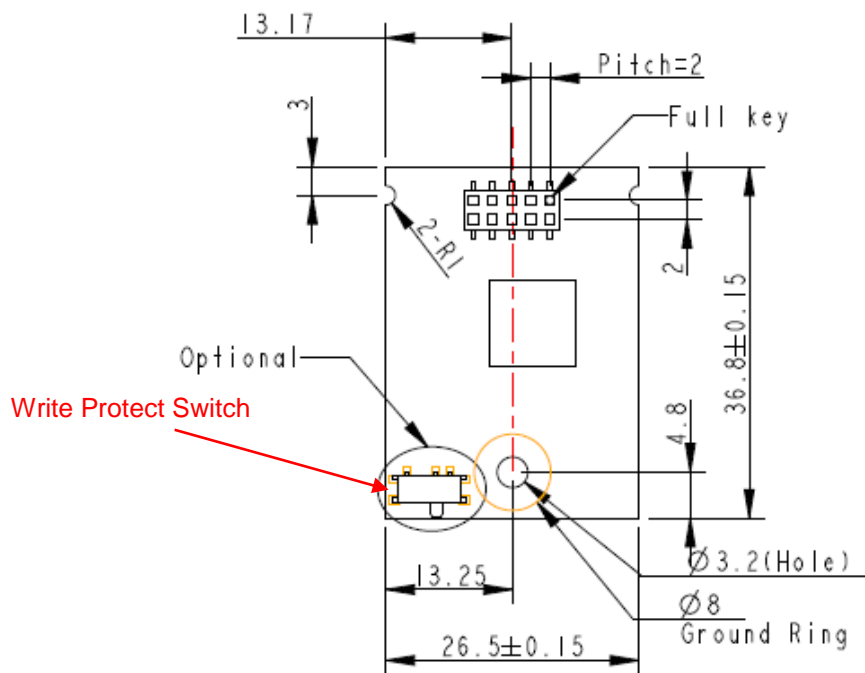 13.17
Pitch=2
Full key
3
2-R1
2
36.8±0.15
Optional
Write Protect Switch
4.8
Ø3.2(Hole)
13.25
Ø8
Ground Ring
26.5±0.15